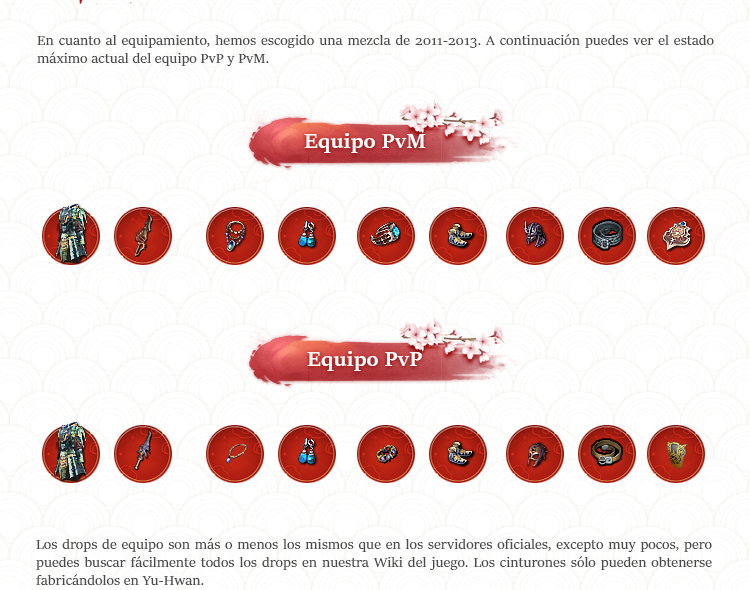 En cuanto al equipamiento, hemos escogido una mezcla de 2011-2013. A continuación puedes ver el estado
máximo actual del equipo PvP y PvM.
Equipo PvM
Equipo PvP
Los drops de equipo son más o menos los mismos que en los servidores oficiales, excepto muy pocos, pero
puedes buscar fácilmente todos los drops en nuestra Wiki del juego. Los cinturones sólo pueden obtenerse
fabricándolos en Yu-Hwan.